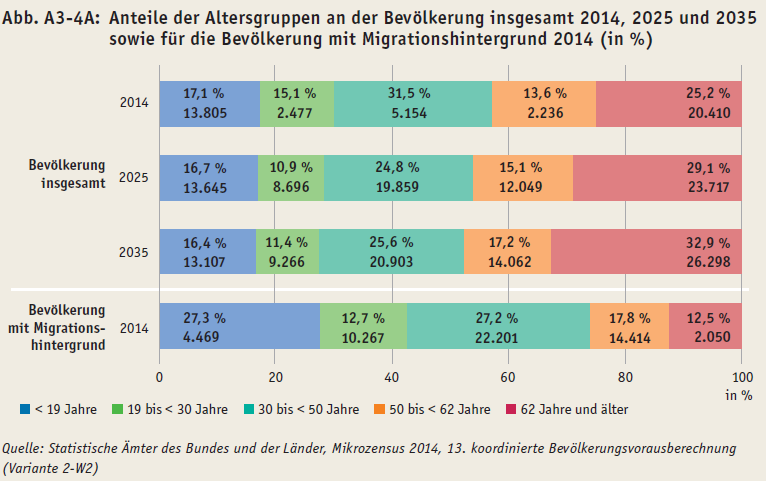 Abb. A3-4A: Anteile der Altersgruppen an der Bevölkerung insgesamt 2014, 2025 und 2035
sowie für die Bevölkerung mit Migrationshintergrund 2014 (in %)
2014
17,1 % 15,1 % 31,5 % 13,6 % 25,2 %
13.805 2.477 5.154 2.236 20.410
Bevölkerung
insgesamt
2025
16,7 % 10,9 % 24,8 % 15,1 % 29,1 %
13.645 8.696 19.859 12.049 23.717
2035
16,4 % 11,4 % 25,6 % 17,2 % 32,9 %
13.107 9.266 20.903 14.062 26.298
Bevölkerung
mit Migrations-
hintergrund
2014
27,3 % 12,7 % 27,2 % 17,8 % 12,5 %
4.469 10.267 22.201 14.414 2.050
0 20 40 60 80 100
in %
< 19 Jahre 19 bis < 30 Jahre 30 bis < 50 Jahre 50 bis < 62 Jahre 62 Jahre und älter
Quelle: Statistische Ämter des Bundes und der Länder, Mikrozensus 2014, 13. koordinierte Bevölkerungsvorausberechnung
(Variante 2-W2)